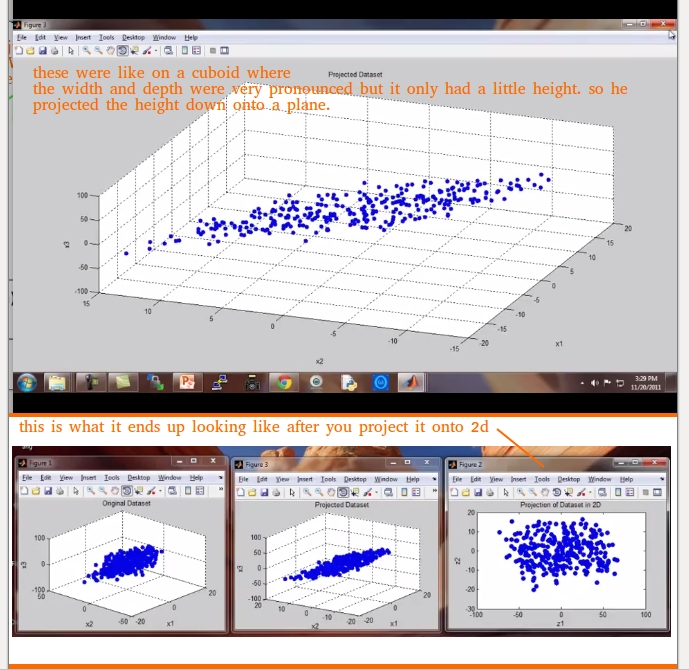 Figure 3
File Edit View Insert Tools Desktop Window Help
these were like on a cuboid where
the width and depth were very pronounced but it only had a little height. so he
projected the height down onto a plane.
Projected Dataset
100
50
0
-50
-100
x3
15
10
5
0
-5
-10
-15
x2
20
15
10
5
0
-5
-10
-15
-20
x1
3:29 PM
11/20/2011
this is what it ends up looking like after you project it onto 2d
Figure 1
File Edit View Insert Tools Desktop Window Help
Original Dataset
100
50
0
-50
-100
x3
50
0
-50
x2
20
0
-20
x1
Figure 3
File Edit View Insert Tools Desktop Window Help
Projected Dataset
100
50
0
-50
-100
x3
20
10
0
-10
-20
x2
20
0
-20
x1
Figure 2
File Edit View Insert Tools Desktop Window Help
Projection of Dataset in 2D
20
10
0
-10
-20
-30
z2
-100
-50
0
50
100
z1